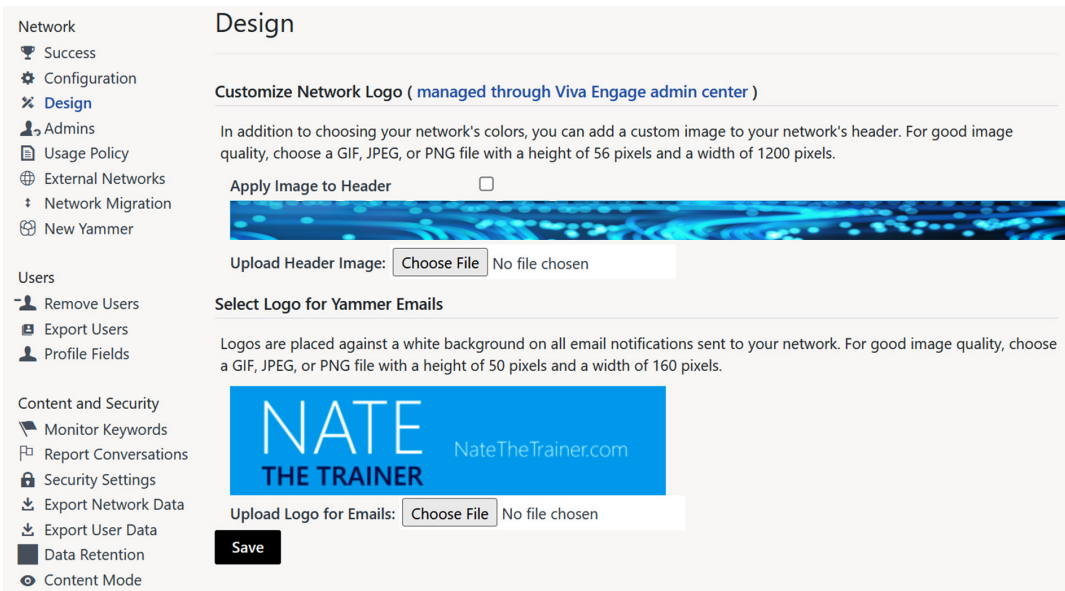 Network
Success
Configuration
Design
Admins
Usage Policy
External Networks
Network Migration
New Yammer
Users
Remove Users
Export Users
Profile Fields
Content and Security
Monitor Keywords
Report Conversations
Security Settings
Export Network Data
Export User Data
Data Retention
Content Mode
Design
Customize Network Logo ( managed through Viva Engage admin center )
In addition to choosing your network's colors, you can add a custom image to your network's header. For good image
quality, choose a GIF, JPEG, or PNG file with a height of 56 pixels and a width of 1200 pixels.
Apply Image to Header
Upload Header Image: Choose File No file chosen
Select Logo for Yammer Emails
Logos are placed against a white background on all email notifications sent to your network. For good image quality, choose
a GIF, JPEG, or PNG file with a height of 50 pixels and a width of 160 pixels.
NATE
THE TRAINER
NateTheTrainer.com
Upload Logo for Emails: Choose File No file chosen
Save